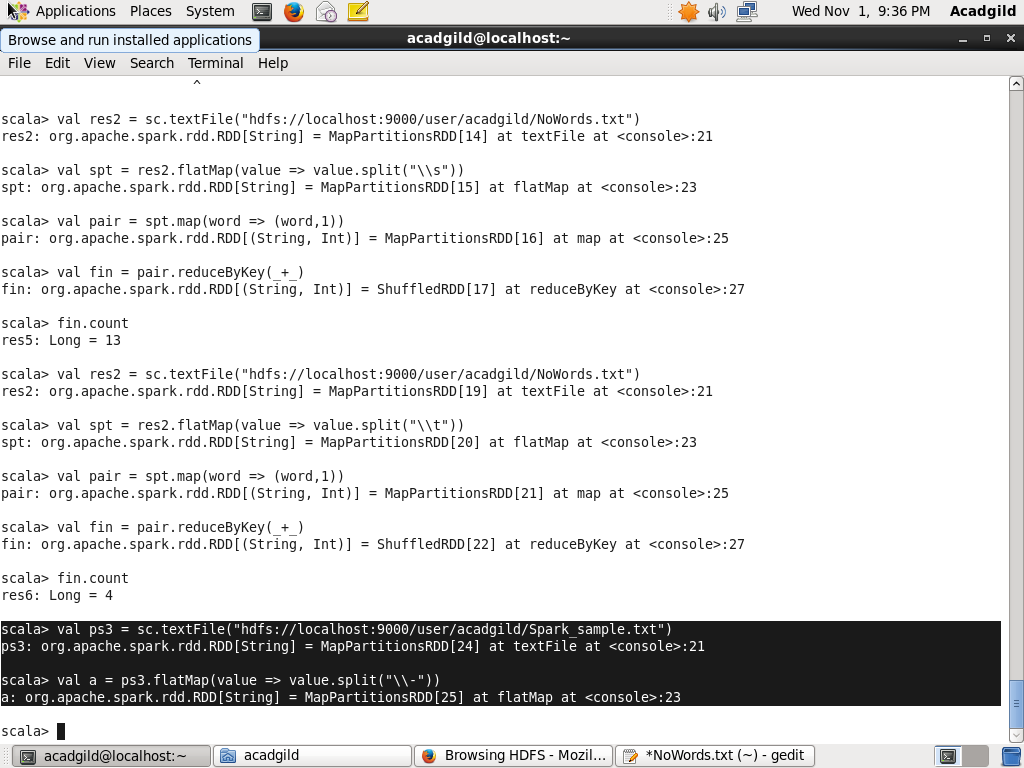 Applications Places System Wed Nov 1, 9:36 PM Acadgild
Browse and run installed applications
acadgild@localhost:~
File Edit View Search Terminal Help
^
scala> val res2 = sc.textFile("hdfs://localhost:9000/user/acadgild/NoWords.txt")
res2: org.apache.spark.rdd.RDD[String] = MapPartitionsRDD[14] at textFile at <console>:21
scala> val spt = res2.flatMap(value => value.split("\\s"))
spt: org.apache.spark.rdd.RDD[String] = MapPartitionsRDD[15] at flatMap at <console>:23
scala> val pair = spt.map(word => (word,1))
pair: org.apache.spark.rdd.RDD[(String, Int)] = MapPartitionsRDD[16] at map at <console>:25
scala> val fin = pair.reduceByKey(_+_)
fin: org.apache.spark.rdd.RDD[(String, Int)] = ShuffledRDD[17] at reduceByKey at <console>:27
scala> fin.count
res5: Long = 13
scala> val res2 = sc.textFile("hdfs://localhost:9000/user/acadgild/NoWords.txt")
res2: org.apache.spark.rdd.RDD[String] = MapPartitionsRDD[19] at textFile at <console>:21
scala> val spt = res2.flatMap(value => value.split("\\t"))
spt: org.apache.spark.rdd.RDD[String] = MapPartitionsRDD[20] at flatMap at <console>:23
scala> val pair = spt.map(word => (word,1))
pair: org.apache.spark.rdd.RDD[(String, Int)] = MapPartitionsRDD[21] at map at <console>:25
scala> val fin = pair.reduceByKey(_+_)
fin: org.apache.spark.rdd.RDD[(String, Int)] = ShuffledRDD[22] at reduceByKey at <console>:27
scala> fin.count
res6: Long = 4
scala> val ps3 = sc.textFile("hdfs://localhost:9000/user/acadgild/Spark_sample.txt")
ps3: org.apache.spark.rdd.RDD[String] = MapPartitionsRDD[24] at textFile at <console>:21
scala> val a = ps3.flatMap(value => value.split("\\-"))
a: org.apache.spark.rdd.RDD[String] = MapPartitionsRDD[25] at flatMap at <console>:23
scala>
acadgild@localhost:~ acadgild Browsing HDFS - Mozil... *NoWords.txt (~) - gedit